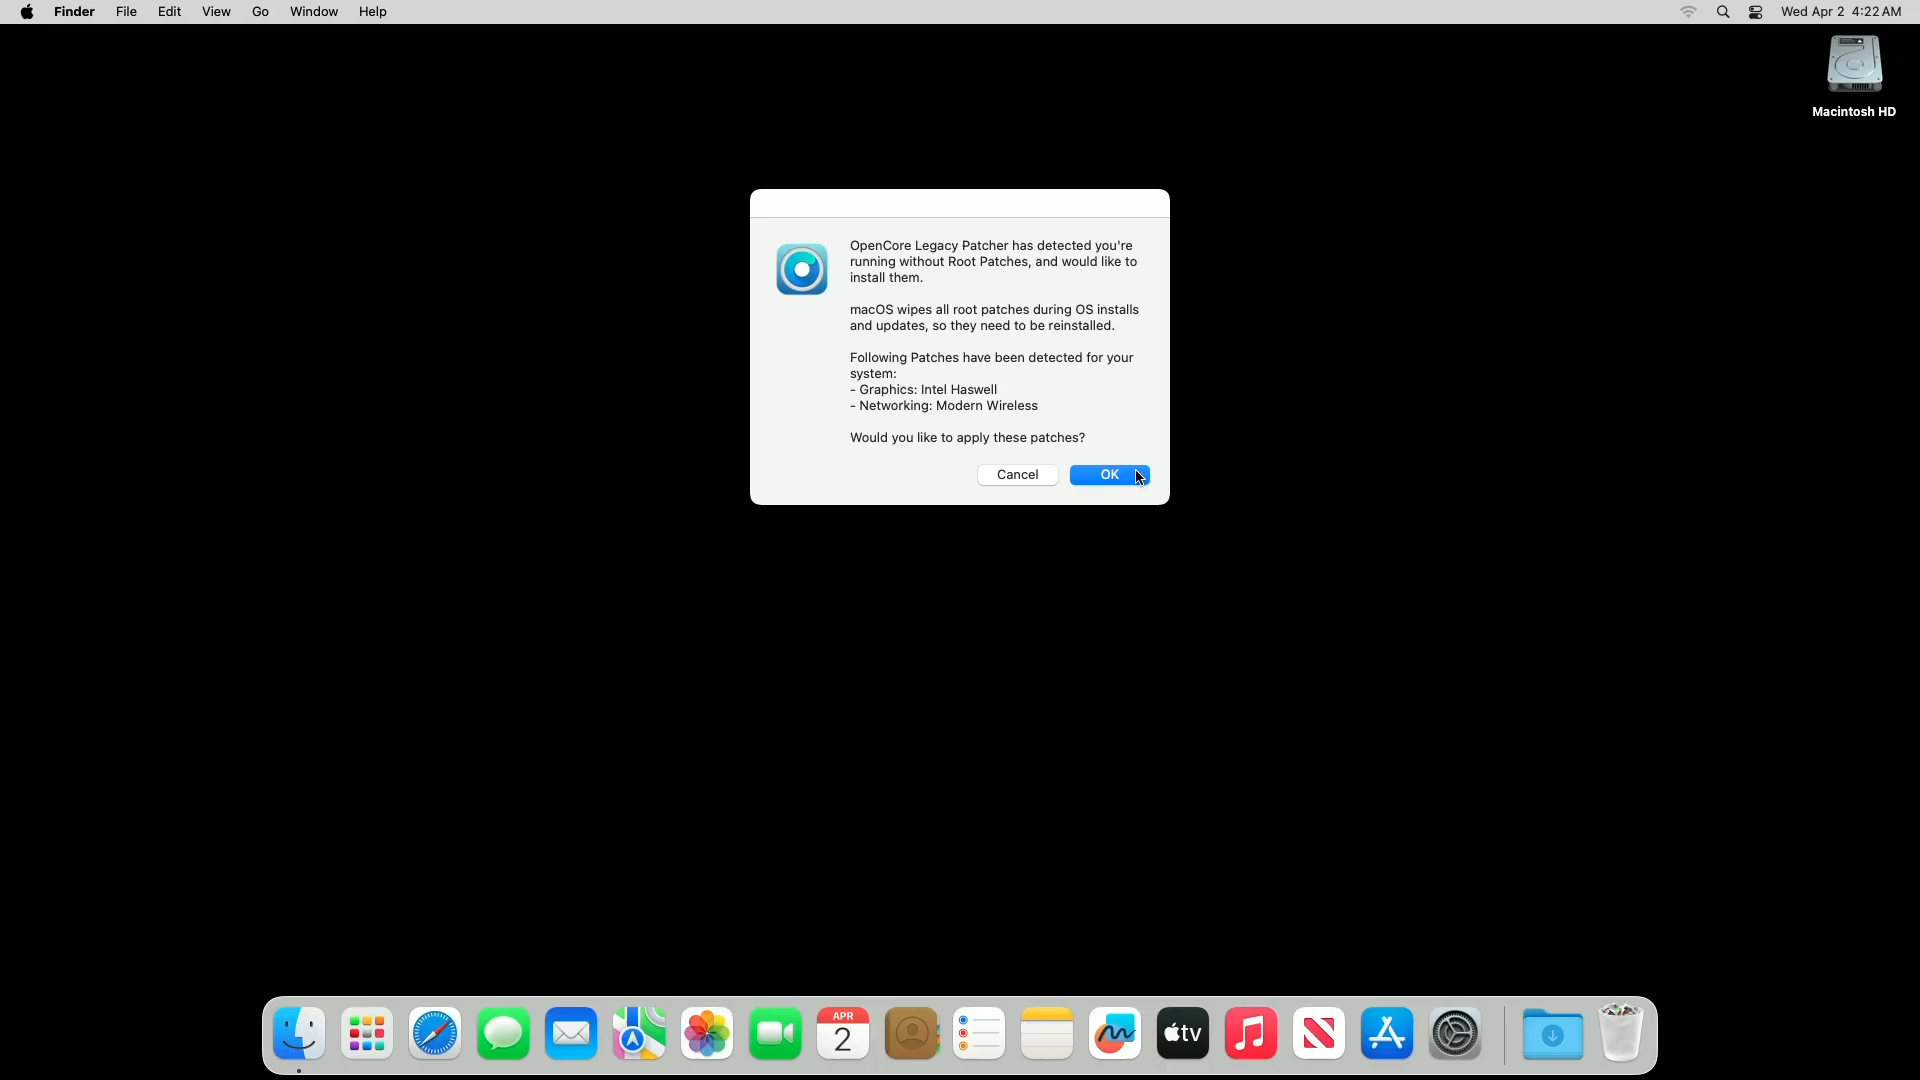 Finder File Edit View Go Window Help
Wed Apr 2 4:22 AM
Macintosh HD
OpenCore Legacy Patcher has detected you're
running without Root Patches, and would like to
install them.
macOS wipes all root patches during OS installs
and updates, so they need to be reinstalled.
Following Patches have been detected for your
system:
- Graphics: Intel Haswell
- Networking: Modern Wireless
Would you like to apply these patches?
Cancel OK
APR
2
tv